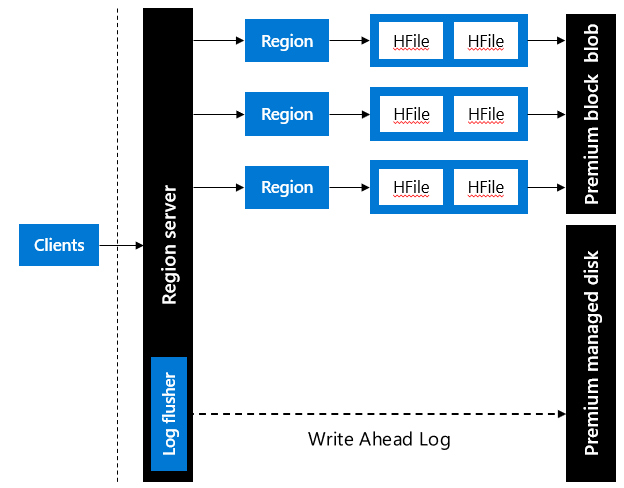 Region
HFile
HFile
Region
HFile
HFile
Region
HFile
HFile
Premium block blob
Clients
Region server
Premium managed disk
Log flusher
Write Ahead Log